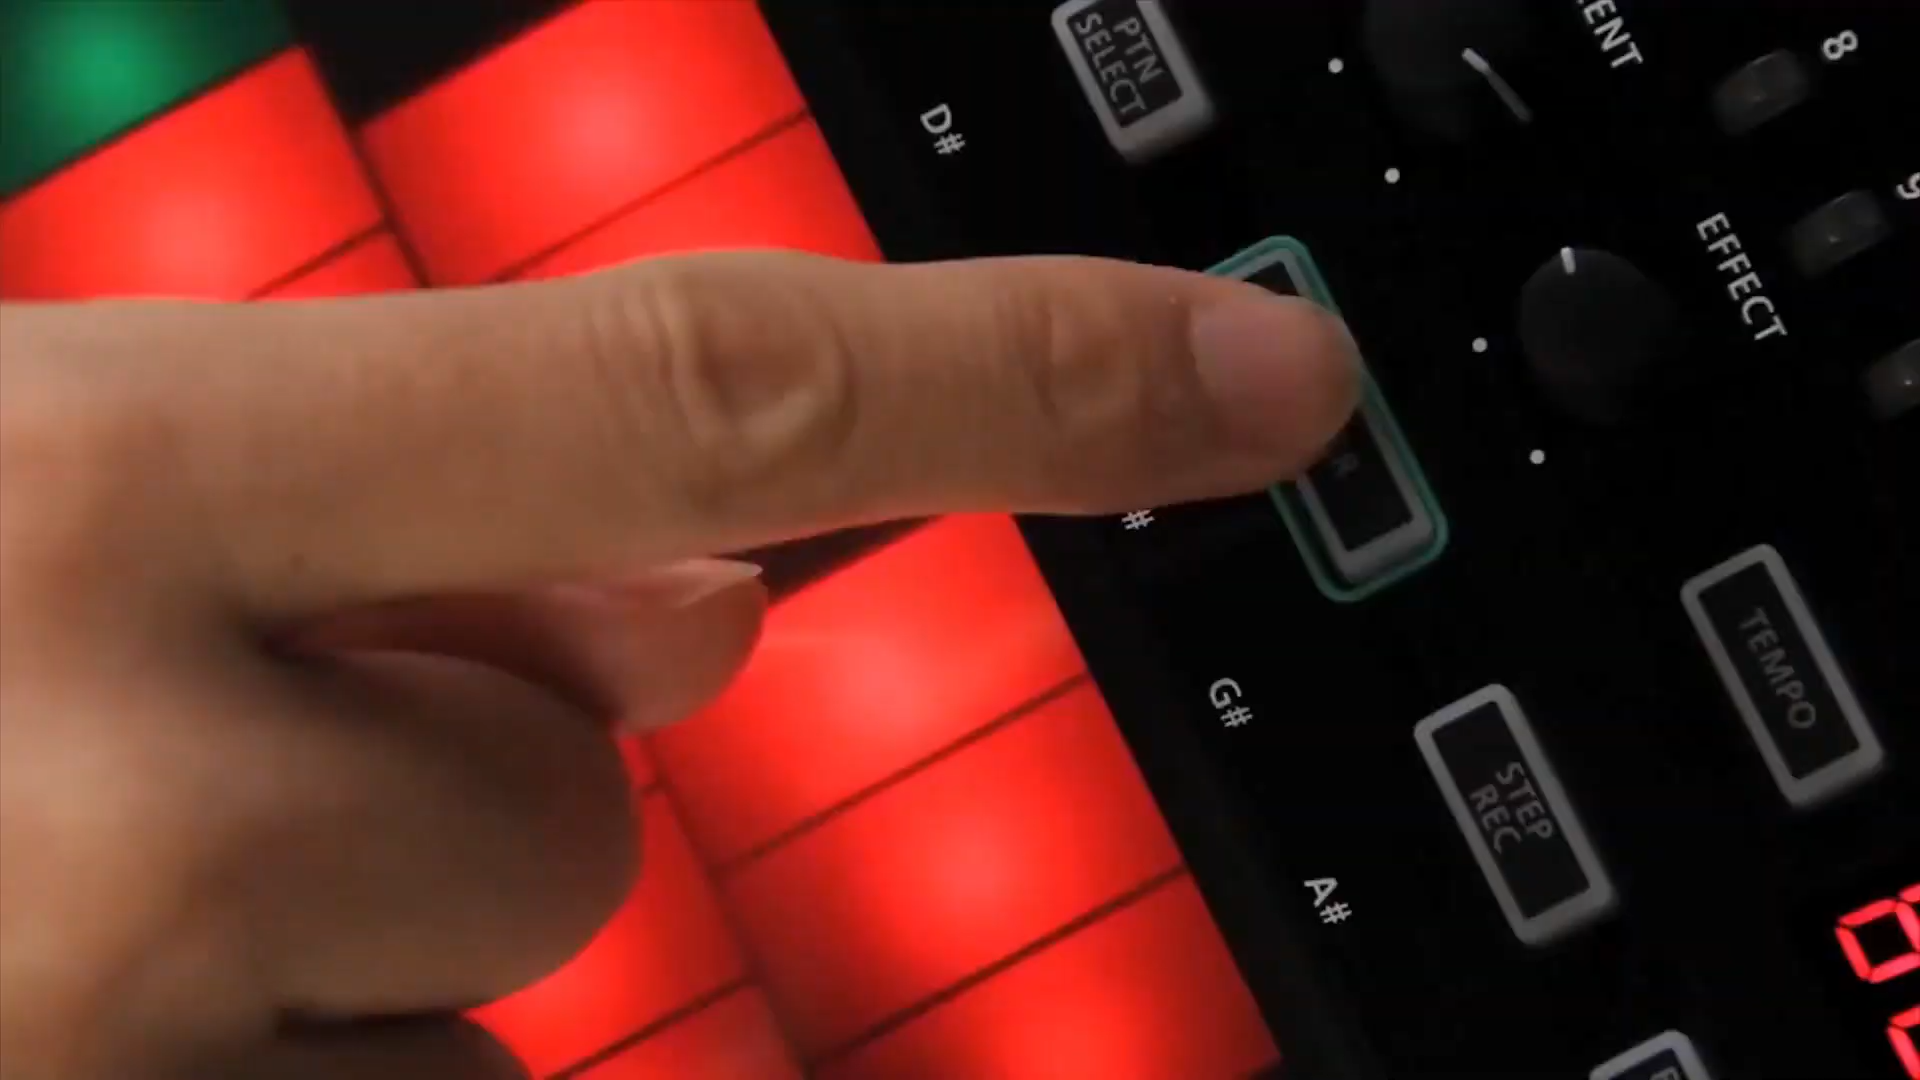 PTN
SELECT
D#
8
EFFECT
#
R
TEMPO
G#
STEP
REC
A#